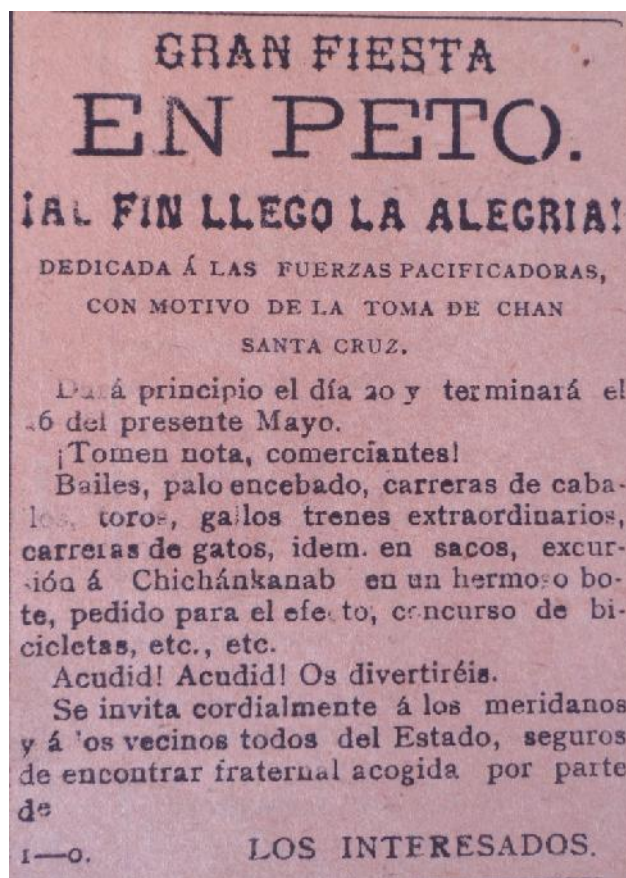 GRAN FIESTA
EN PETO.
¡AL FIN LLEGO LA ALEGRIA!
DEDICADA Á LAS FUERZAS PACIFICADORAS,
CON MOTIVO DE LA TOMA DE CHAN
SANTA CRUZ.
Dará principio el día 20 y terminará el
26 del presente Mayo.
¡Tomen nota, comerciantes!
Bailes, palo encebado, carreras de caba-
los, toros, gallos trenes extraordinarios,
carreras de gatos, idem. en sacos, excur-
sión á Chichánkanab en un hermoso bo-
te, pedido para el efecto, concurso de bi-
cicletas, etc., etc.
Acudid! Acudid! Os divertiréis.
Se invita cordialmente á los meridanos
y á los vecinos todos del Estado, seguros
de encontrar fraternal acogida por parte
de
1—0. LOS INTERESADOS.